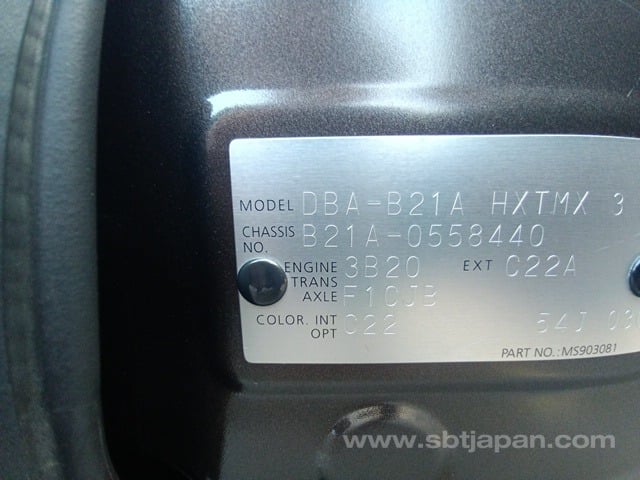 MODEL DBA-B21A HXTMX 3
CHASSIS NO. B21A-0558440
ENGINE 3B20 EXT C22A
TRANS AXLE F1CJB
COLOR. INT OPT C22 54J
PART NO.: MS903081
www.sbtjapan.com